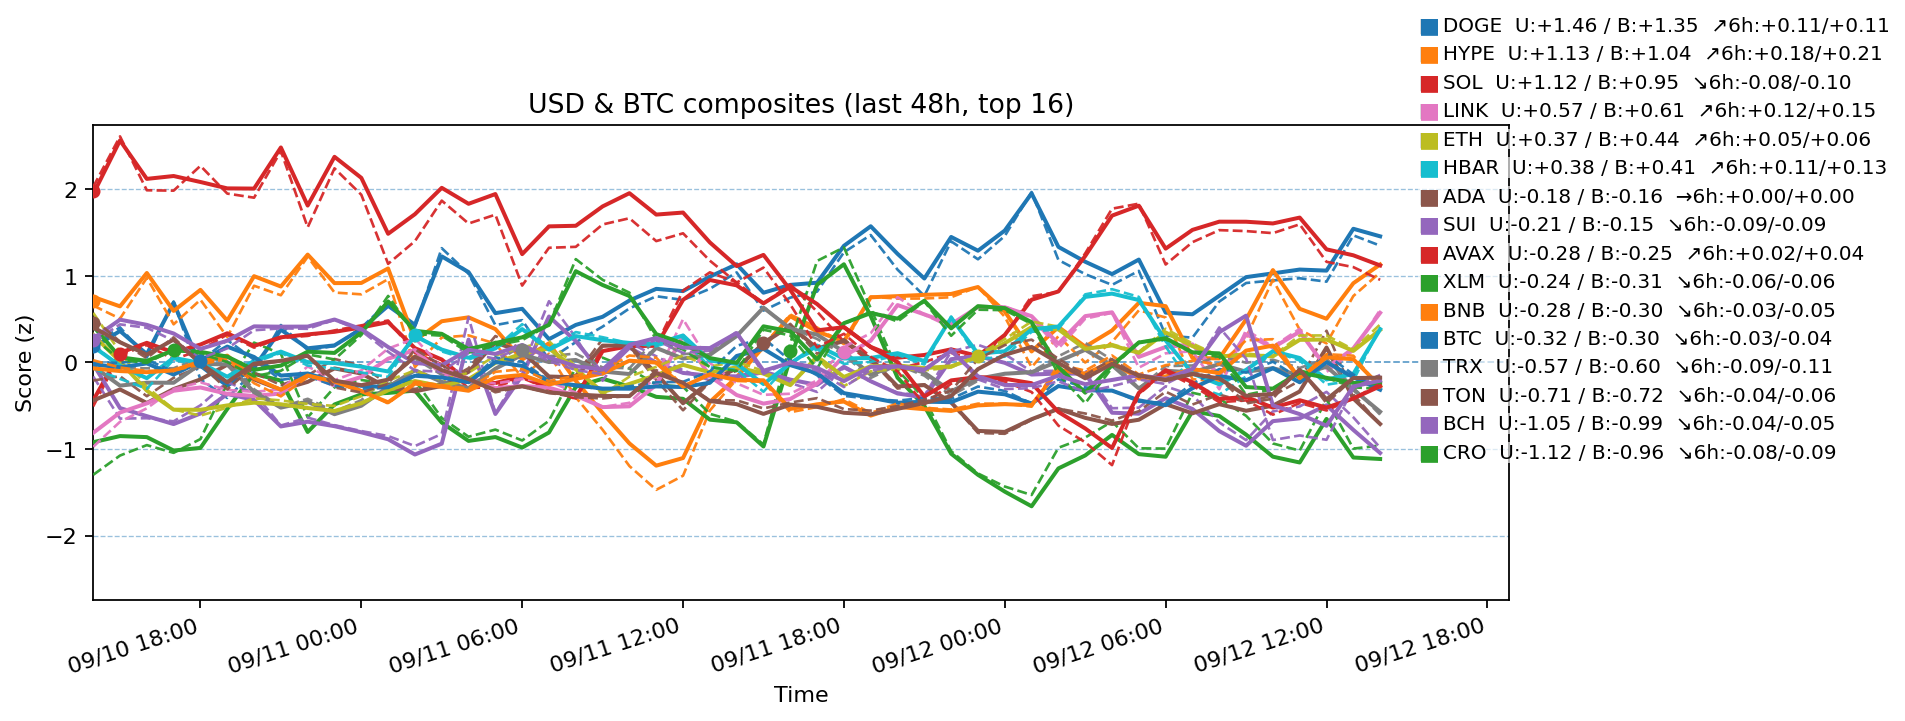 DOGE  U:+1.46 / B:+1.35  ↗6h:+0.11/+0.11
HYPE  U:+1.13 / B:+1.04  ↗6h:+0.18/+0.21
SOL  U:+1.12 / B:+0.95  ↘6h:-0.08/-0.10
LINK  U:+0.57 / B:+0.61  ↗6h:+0.12/+0.15
ETH  U:+0.37 / B:+0.44  ↗6h:+0.05/+0.06
HBAR  U:+0.38 / B:+0.41  ↗6h:+0.11/+0.13
ADA  U:-0.18 / B:-0.16  →6h:+0.00/+0.00
SUI  U:-0.21 / B:-0.15  ↘6h:-0.09/-0.09
AVAX  U:-0.28 / B:-0.25  ↗6h:+0.02/+0.04
XLM  U:-0.24 / B:-0.31  ↘6h:-0.06/-0.06
BNB  U:-0.28 / B:-0.30  ↘6h:-0.03/-0.05
BTC  U:-0.32 / B:-0.30  ↘6h:-0.03/-0.04
TRX  U:-0.57 / B:-0.60  ↘6h:-0.09/-0.11
TON  U:-0.71 / B:-0.72  ↘6h:-0.04/-0.06
BCH  U:-1.05 / B:-0.99  ↘6h:-0.04/-0.05
CRO  U:-1.12 / B:-0.96  ↘6h:-0.08/-0.09
USD & BTC composites (last 48h, top 16)
Score (z)
2
1
0
−1
−2
09/10 18:00
09/11 00:00
09/11 06:00
09/11 12:00
09/11 18:00
09/12 00:00
09/12 06:00
09/12 12:00
09/12 18:00
Time